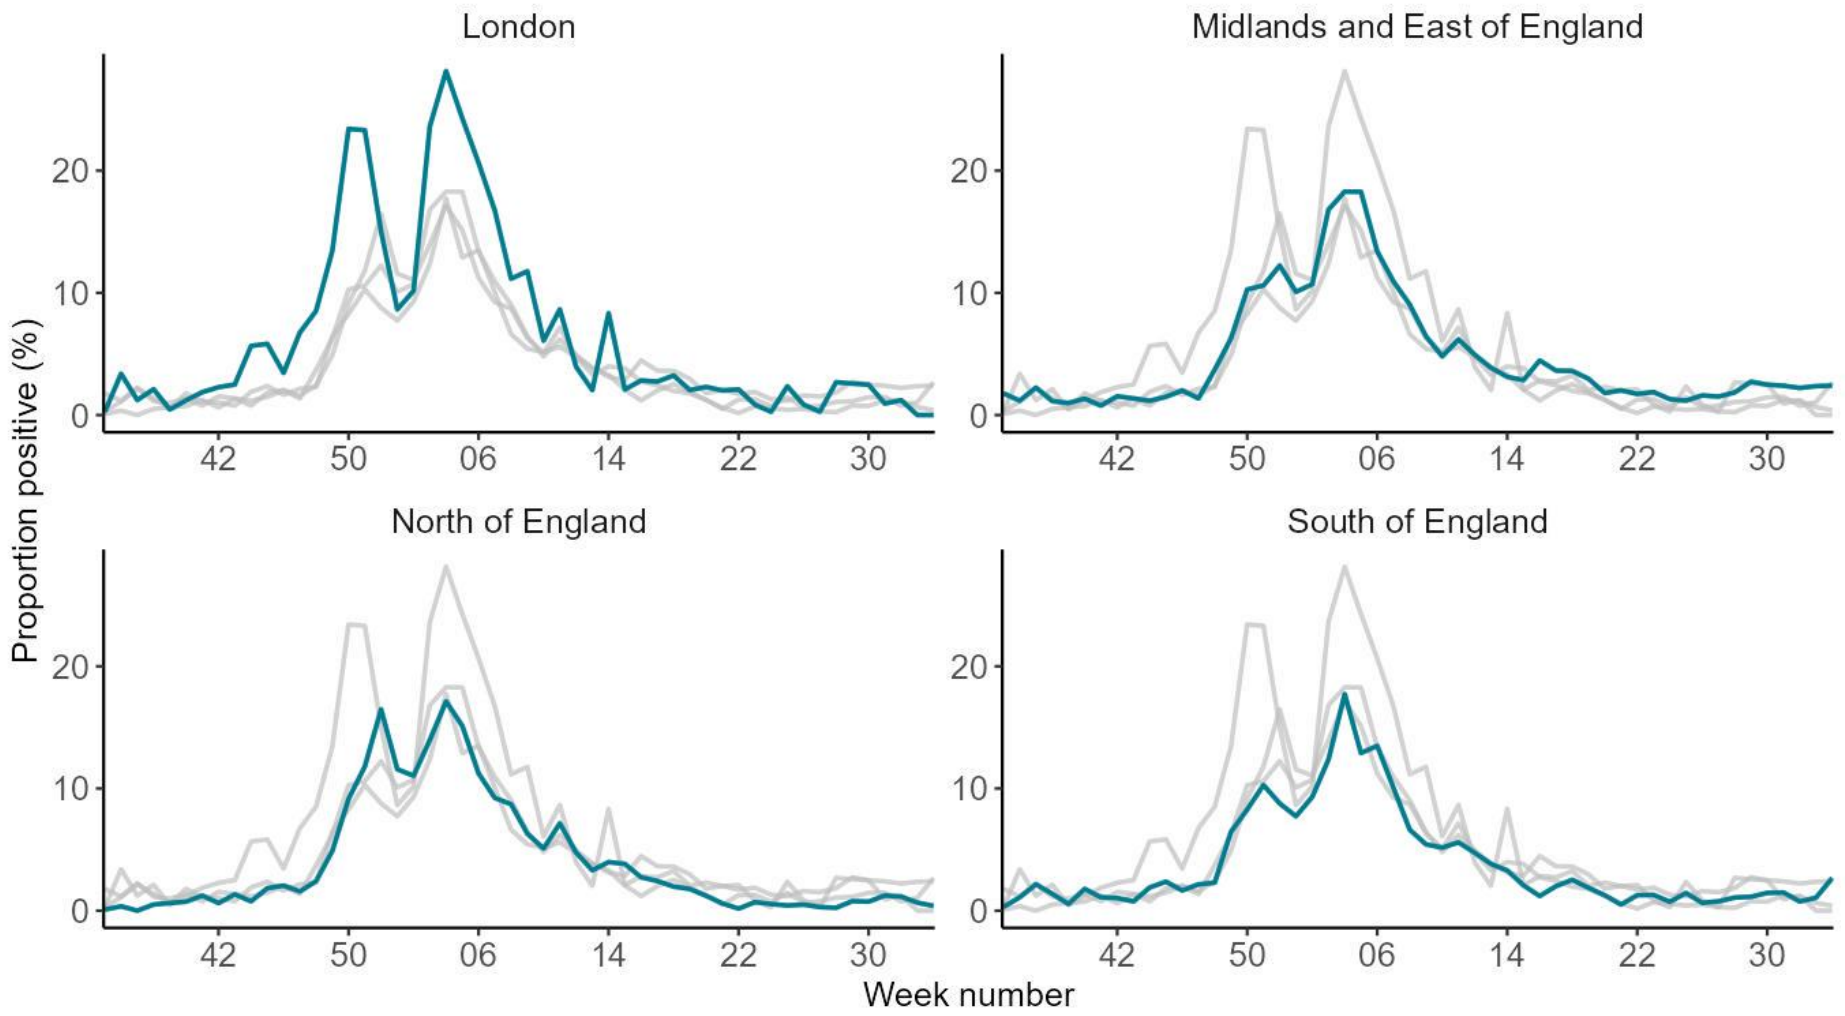 London
Midlands and East of England
20
10
0
42 50 06 14 22 30
20
10
0
42 50 06 14 22 30
North of England
South of England
20
10
0
42 50 06 14 22 30
20
10
0
42 50 06 14 22 30
Proportion positive (%)
Week number